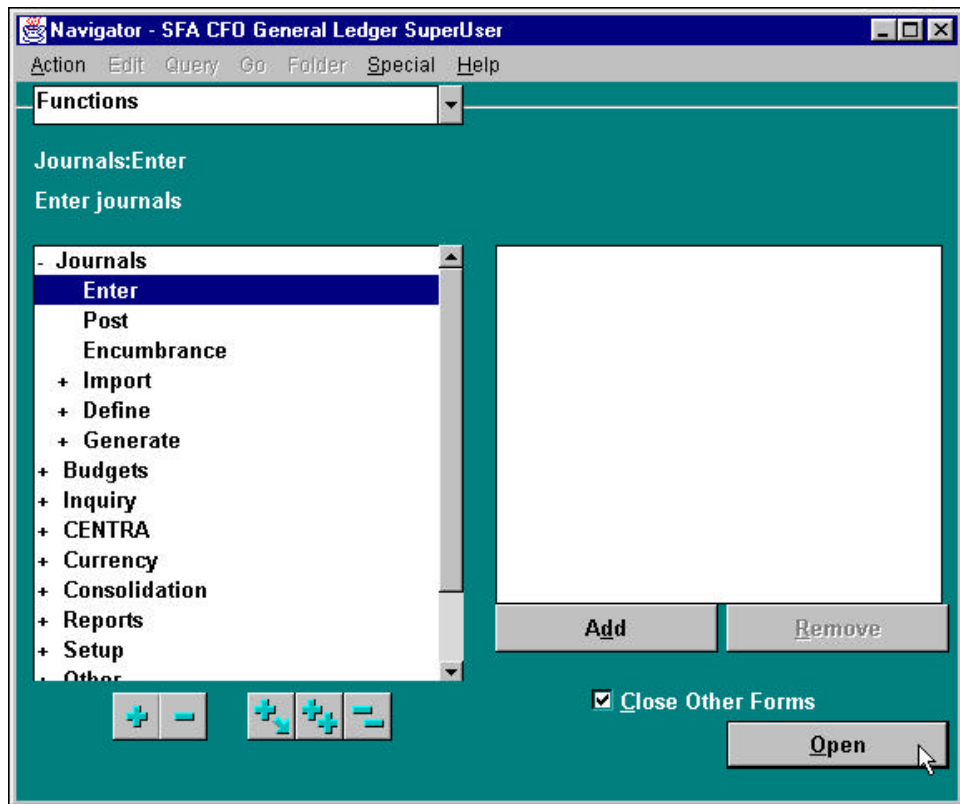 Navigator - SFA CFO General Ledger SuperUser
Action Edit Query Go Folder Special Help
Functions
Journals:Enter
Enter journals
- Journals
Enter
Post
Encumbrance
+ Import
+ Define
+ Generate
+ Budgets
+ Inquiry
+ CENTRA
+ Currency
+ Consolidation
+ Reports
+ Setup
+ Other
Add Remove
Close Other Forms
Open